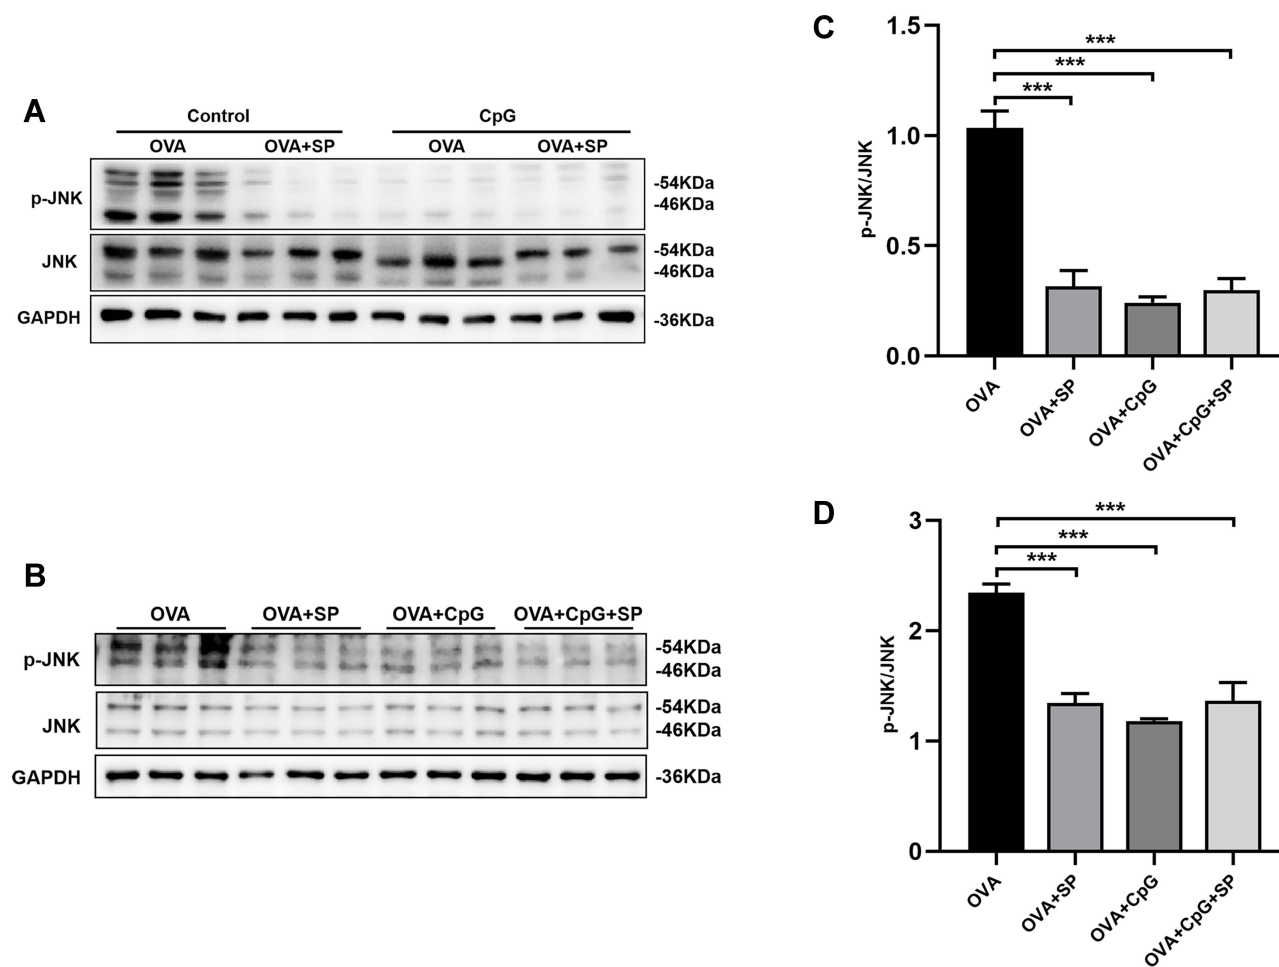 A
Control CpG
OVA OVA+SP OVA OVA+SP
p-JNK
-54KDa
-46KDa
JNK
-54KDa
-46KDa
GAPDH
-36KDa
B
OVA OVA+SP OVA+CpG OVA+CpG+SP
p-JNK
-54KDa
-46KDa
JNK
-54KDa
-46KDa
GAPDH
-36KDa
C
p-JNK/JNK
1.5
1.0
0.5
0.0
***
***
***
OVA
OVA+SP
OVA+CpG
OVA+CpG+SP
D
p-JNK/JNK
3
2
1
0
***
***
***
OVA
OVA+SP
OVA+CpG
OVA+CpG+SP